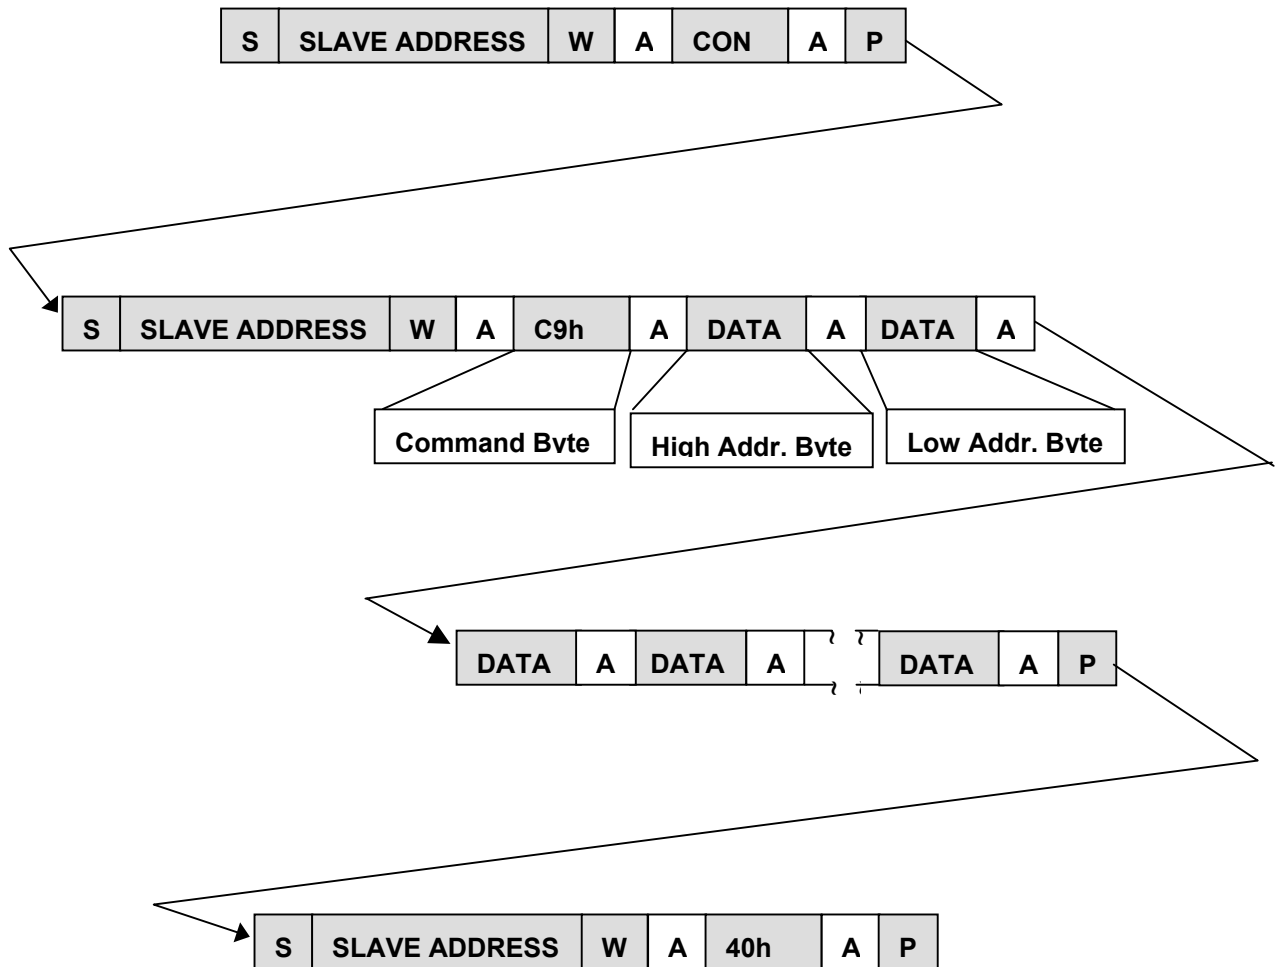 S SLAVE ADDRESS W A CON A P
S SLAVE ADDRESS W A C9h A DATA A DATA A
Command Byte High Addr. Byte Low Addr. Byte
DATA A DATA A DATA A P
S SLAVE ADDRESS W A 40h A P